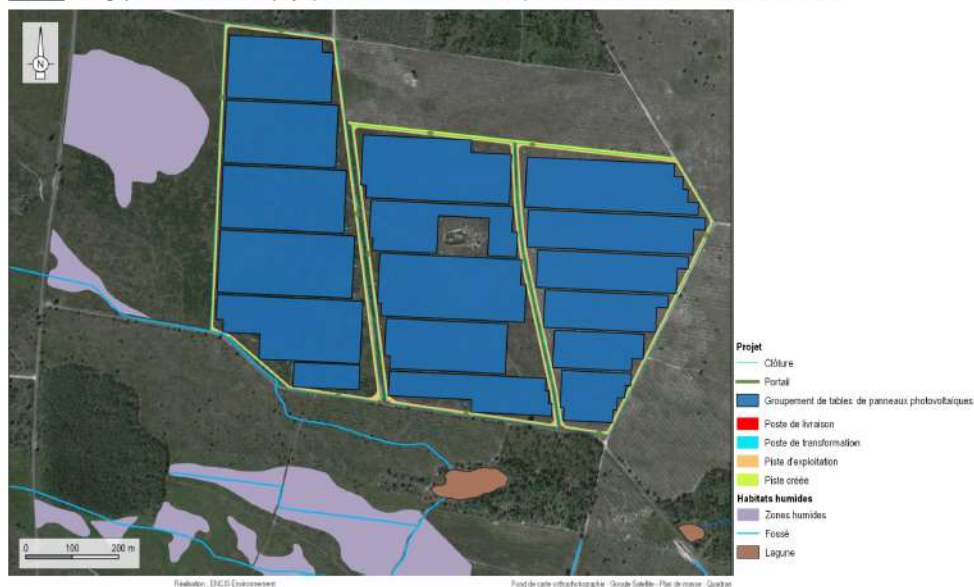 N
0 100 200 m
Projet
Clôture
Portail
Groupement de tables de panneaux photovoltaïques
Poste de livraison
Poste de transformation
Piste d'exploitation
Piste créée
Habitats humides
Zones humides
Fossé
Lagune
Réalisation : ENCIS Environnement
Fond de carte orthophotographie : Google Satellite - Plan de masse : Quadran